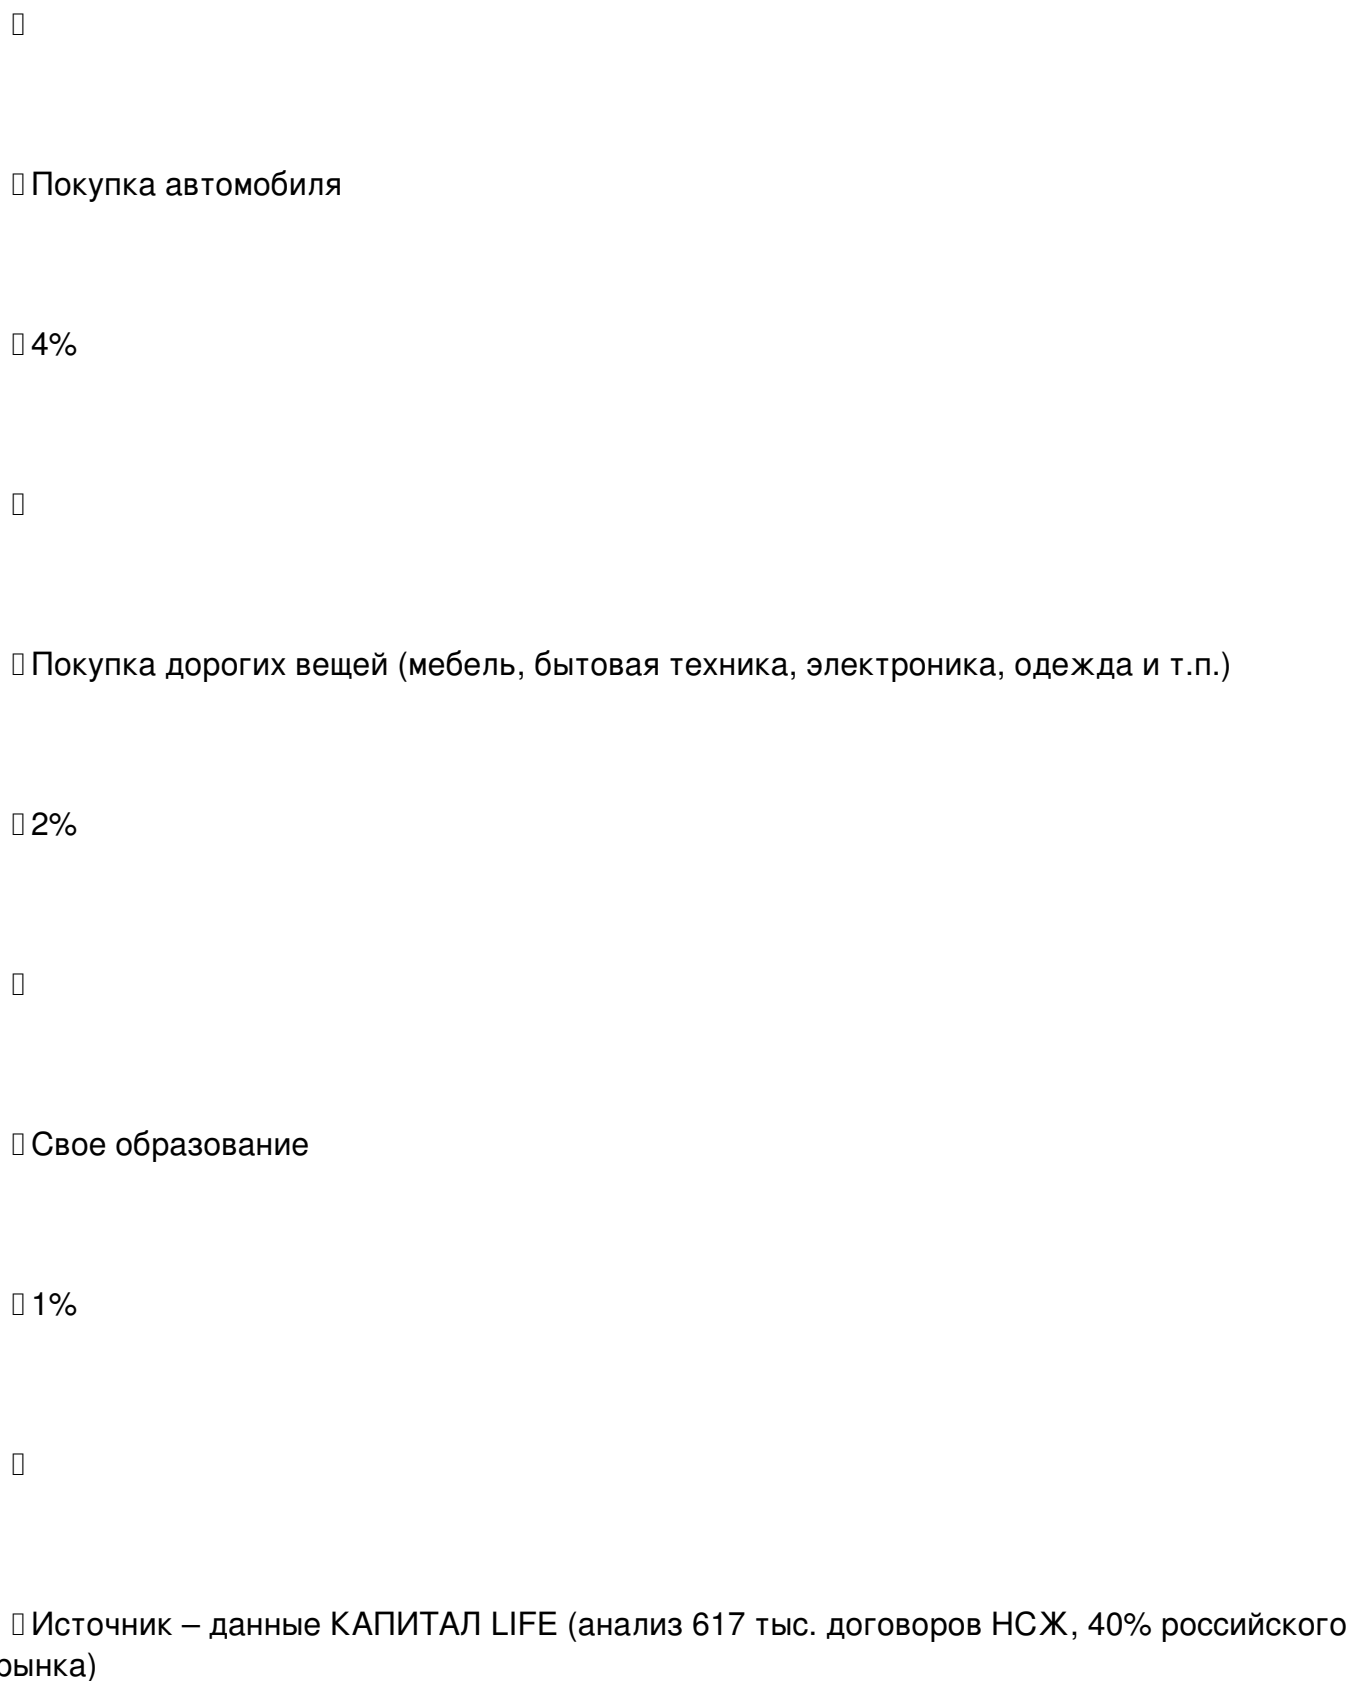 Покупка автомобиля
4%
Покупка дорогих вещей (мебель, бытовая техника, электроника, одежда и т.п.)
2%
Свое образование
1%
Источник – данные КАПИТАЛ LIFE (анализ 617 тыс. договоров НСЖ, 40% российского
рынка)